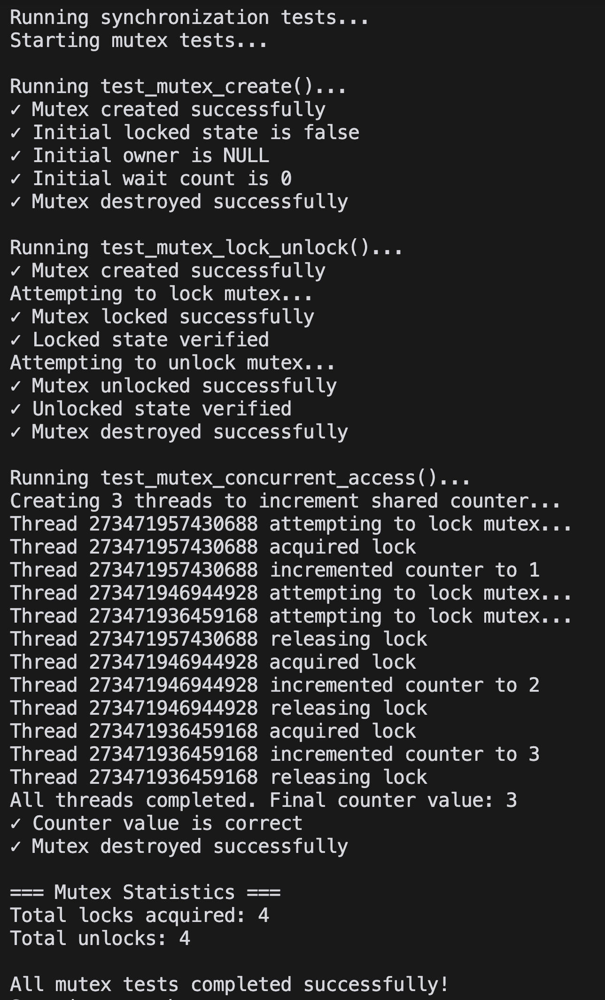 Running synchronization tests...
Starting mutex tests...
Running test_mutex_create()...
✓ Mutex created successfully
✓ Initial locked state is false
✓ Initial owner is NULL
✓ Initial wait count is 0
✓ Mutex destroyed successfully
Running test_mutex_lock_unlock()...
✓ Mutex created successfully
Attempting to lock mutex...
✓ Mutex locked successfully
✓ Locked state verified
Attempting to unlock mutex...
✓ Mutex unlocked successfully
✓ Unlocked state verified
✓ Mutex destroyed successfully
Running test_mutex_concurrent_access()...
Creating 3 threads to increment shared counter...
Thread 273471957430688 attempting to lock mutex...
Thread 273471957430688 acquired lock
Thread 273471957430688 incremented counter to 1
Thread 273471946944928 attempting to lock mutex...
Thread 273471936459168 attempting to lock mutex...
Thread 273471957430688 releasing lock
Thread 273471946944928 acquired lock
Thread 273471946944928 incremented counter to 2
Thread 273471946944928 releasing lock
Thread 273471936459168 acquired lock
Thread 273471936459168 incremented counter to 3
Thread 273471936459168 releasing lock
All threads completed. Final counter value: 3
✓ Counter value is correct
✓ Mutex destroyed successfully
=== Mutex Statistics ===
Total locks acquired: 4
Total unlocks: 4
All mutex tests completed successfully!